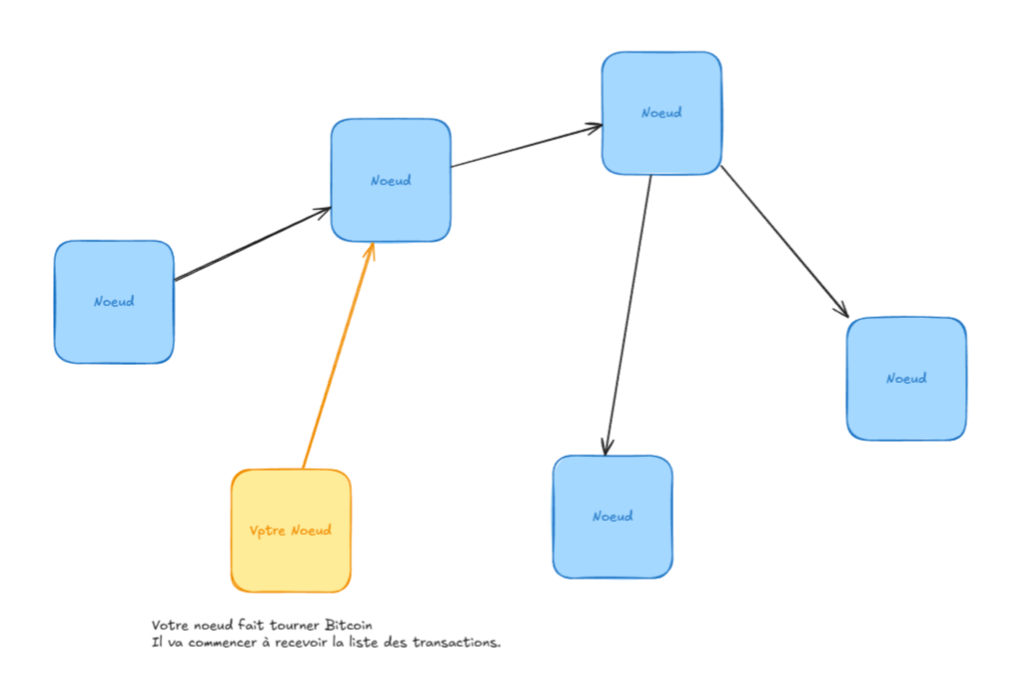 Noeud
Noeud
Noeud
Noeud
Noeud
Vptre Noeud
Votre noeud fait tourner Bitcoin
Il va commencer à recevoir la liste des transactions.